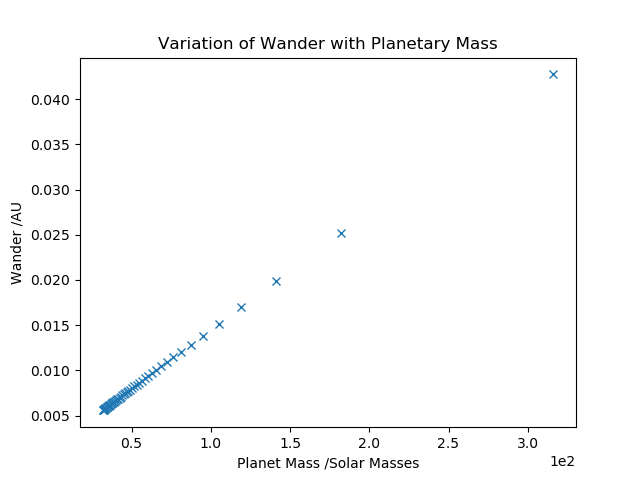 Variation of Wander with Planetary Mass
0.040
0.035
0.030
0.025
0.020
0.015
0.010
0.005
Wander /AU
0.5 1.0 1.5 2.0 2.5 3.0
1e2
Planet Mass /Solar Masses